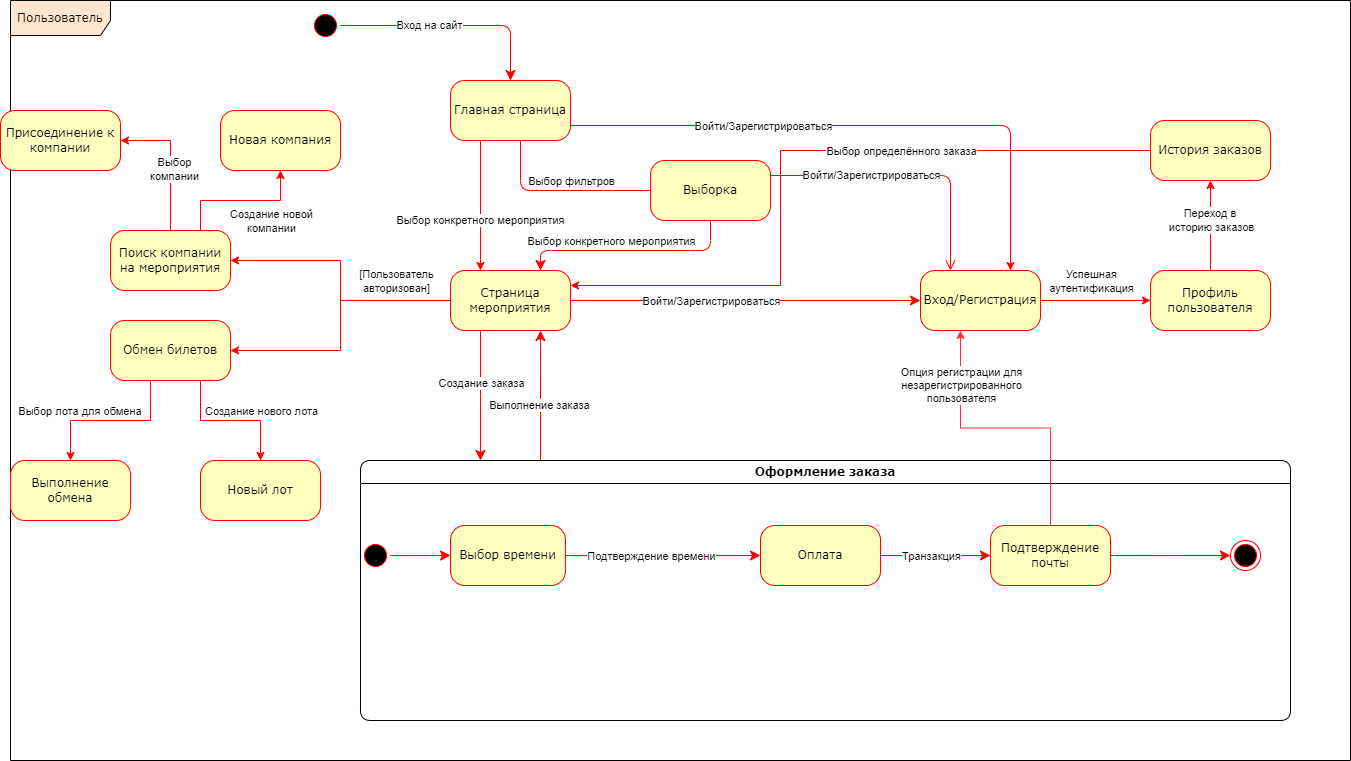 Пользователь
Вход на сайт
Главная страница
Присоединение к
компании
Новая компания
Войти/Зарегистрироваться
История заказов
Выбор определённого заказа
Выбор
компании
Выбор фильтров
Выборка
Войти/Зарегистрироваться
Создание новой
компании
Выбор конкретного мероприятия
Переход в
историю заказов
Выбор конкретного мероприятия
Поиск компании
на мероприятия
[Пользователь
авторизован]
Страница
мероприятия
Войти/Зарегистрироваться
Вход/Регистрация
Успешная
аутентификация
Профиль
пользователя
Обмен билетов
Создание заказа
Выполнение заказа
Опция регистрации для
незарегистрированного
пользователя
Выбор лота для обмена
Создание нового лота
Выполнение
обмена
Новый лот
Оформление заказа
Выбор времени
Подтверждение времени
Оплата
Транзакция
Подтверждение
почты